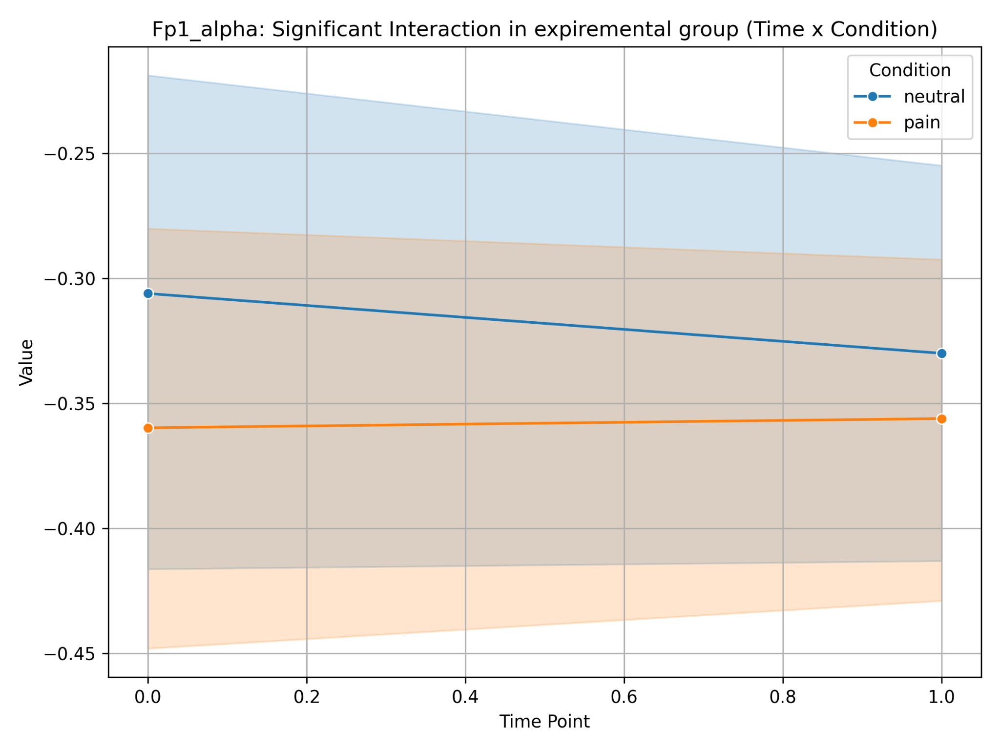 Fp1_alpha: Significant Interaction in expiremental group (Time x Condition)
Condition
neutral
pain
−0.25
−0.30
−0.35
−0.40
−0.45
Value
0.0 0.2 0.4 0.6 0.8 1.0
Time Point